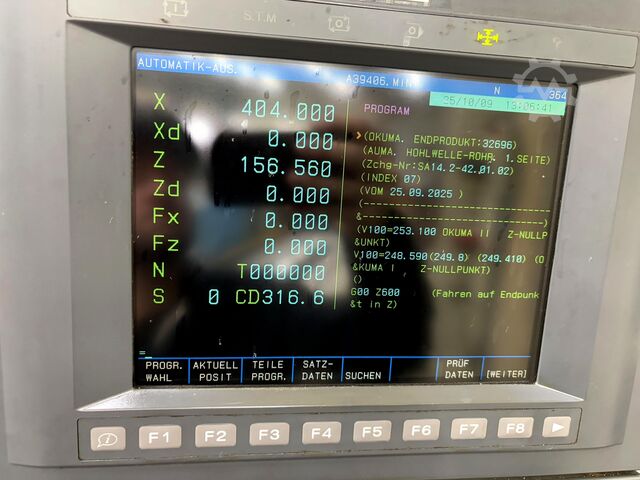 S.T.M
AUTOMATIK-AUS.
A39406.MIN
N 364
25/10/09 13:06:41
X 404.000
PROGRAM
Xd 0.000
(OKUMA. ENDPRODUKT:32696)
(AUMA. HOHLWELLE-ROHR. 1.SEITE)
Z 156.560
(Zchg-Nr:SA14.2-42.01.02)
(INDEX 07)
Zd 0.000
(VOM 25.09.2025 )
(--------------------------------
&--------------------------------)
Fx 0.000
(V100=253.100 OKUMA II Z-NULLP
&UNKT)
Fz 0.000
V100=248.590(249.8) (249.410) (O
&KUMA I Z-NULLPUNKT)
N T000000
()
S 0 CD316.6
G00 Z600 (Fahren auf Endpunk
&t in Z)
=_
PROGR. WAHL
AKTUELL POSIT
TEILE PROGR.
SATZ- DATEN
SUCHEN
PRÜF DATEN
[WEITER]
F1 F2 F3 F4 F5 F6 F7 F8